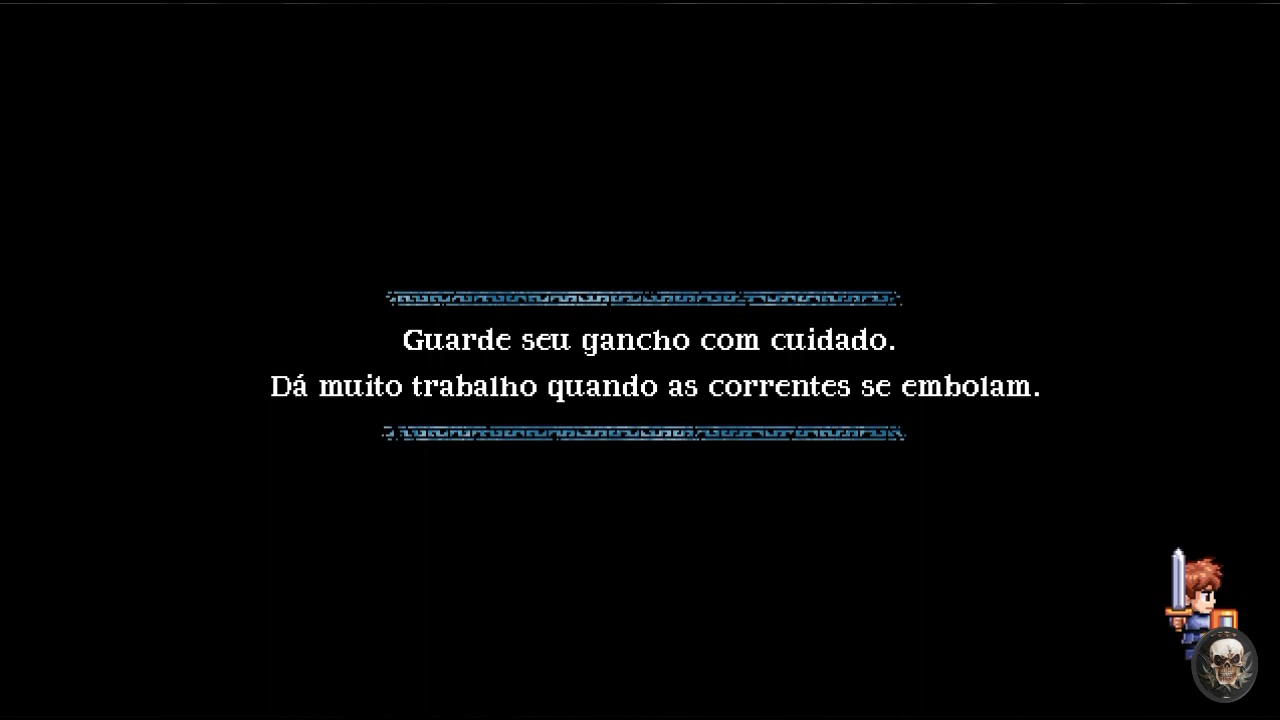 Guarde seu gancho com cuidado.
Dá muito trabalho quando as correntes se embolam.